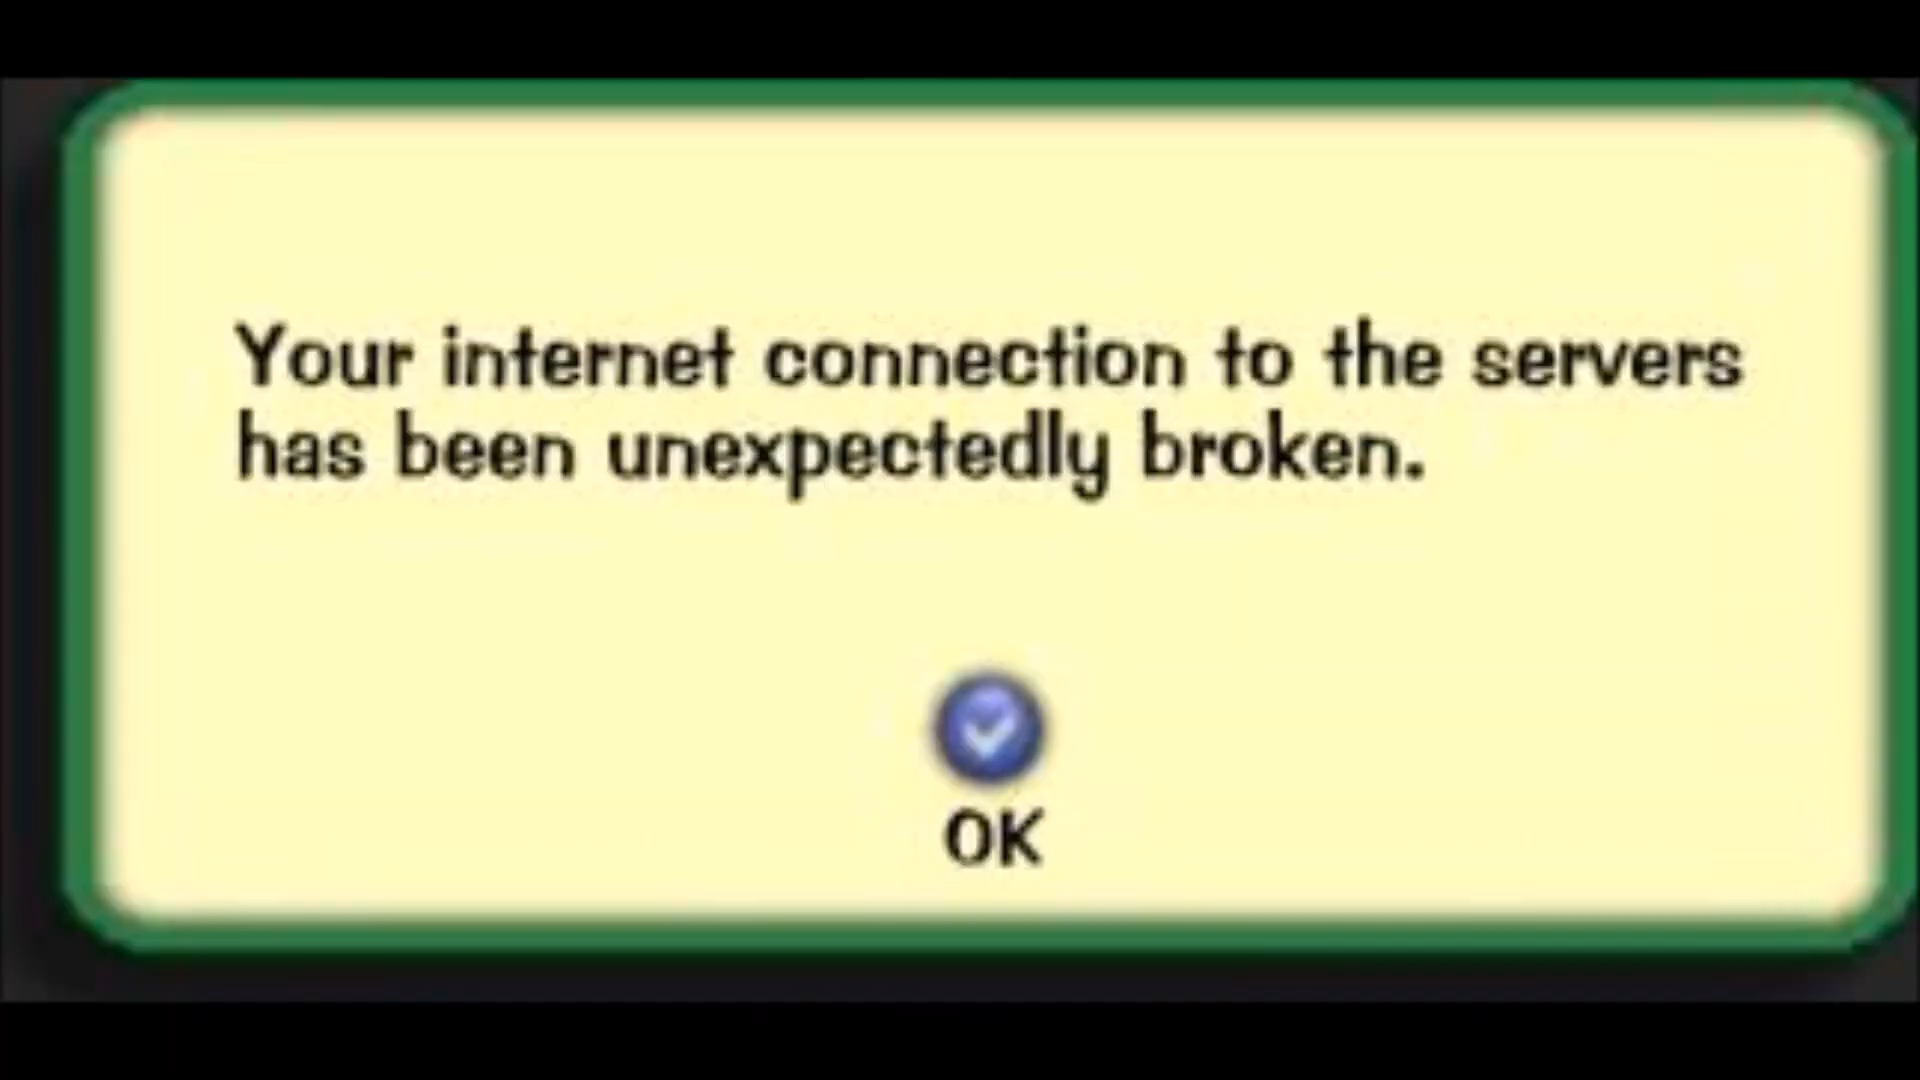 Your internet connection to the servers
has been unexpectedly broken.
OK